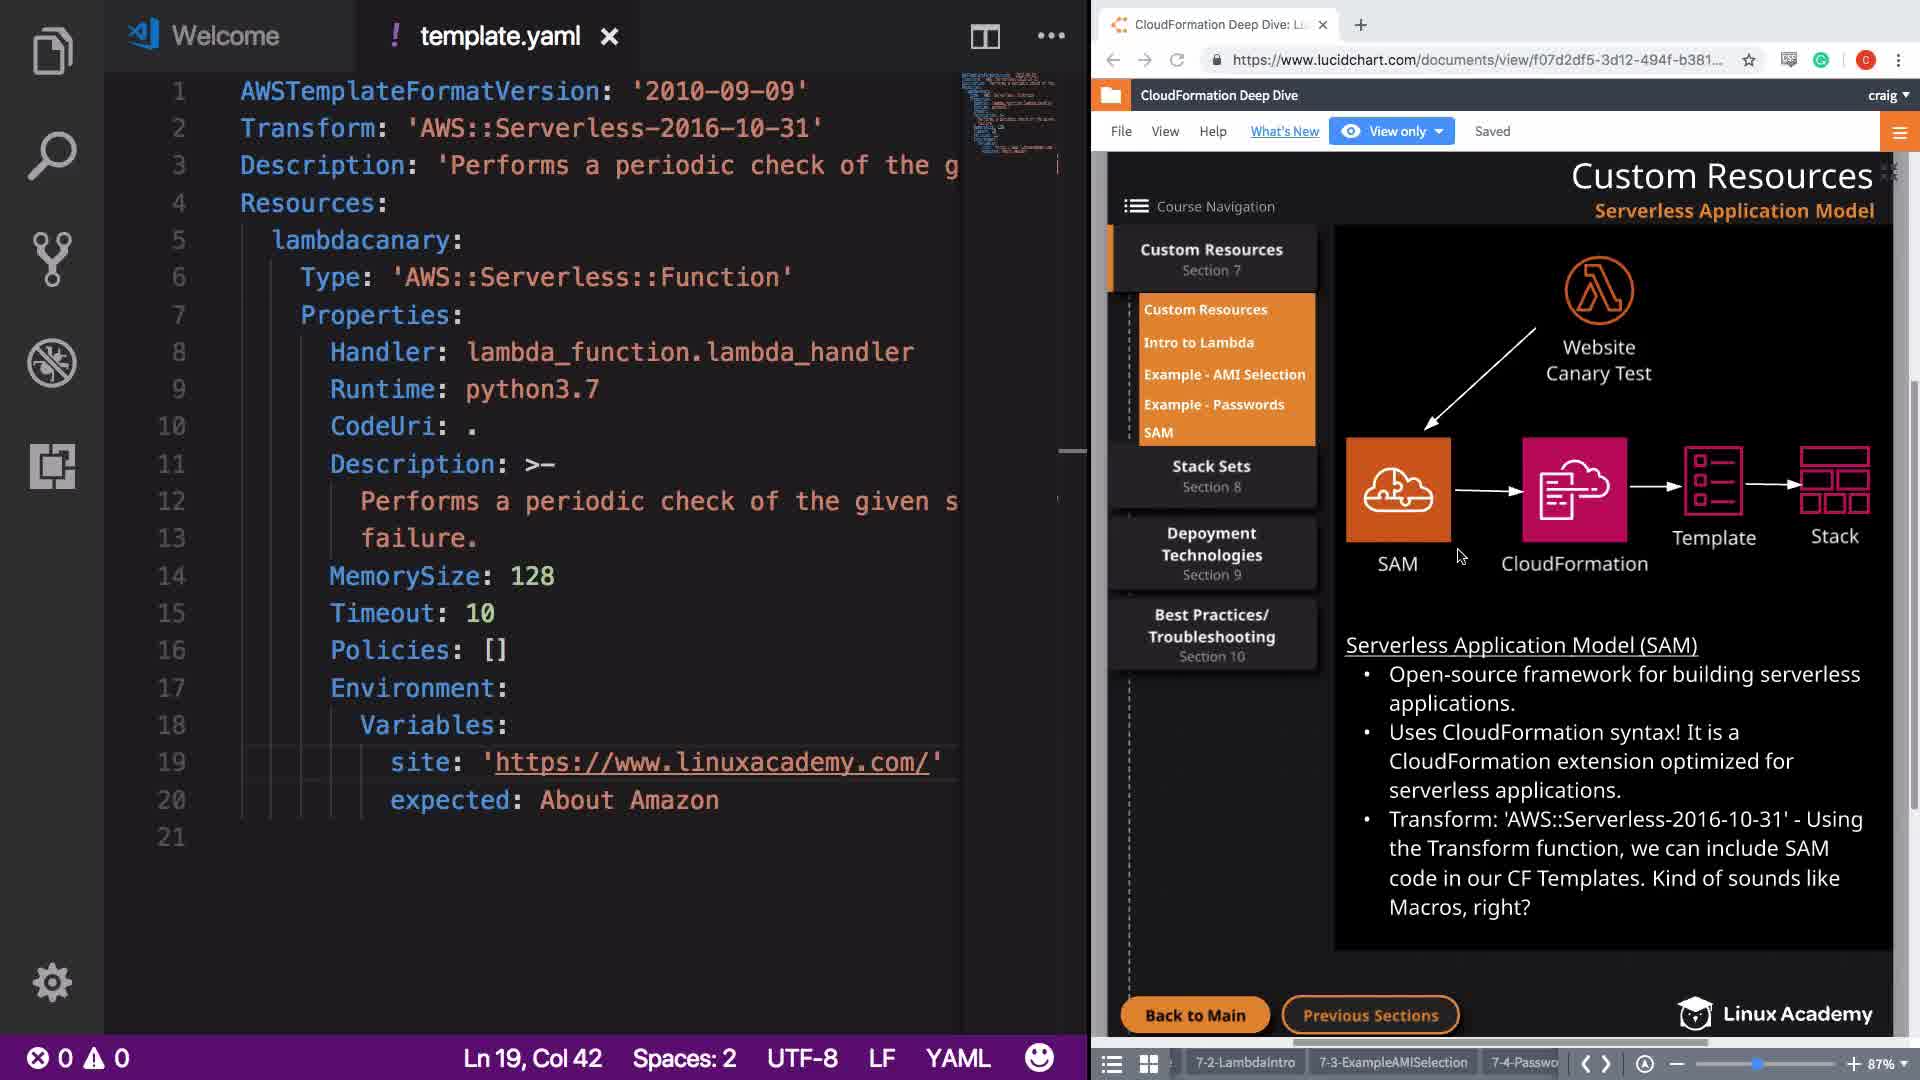 Welcome
! template.yaml
1 AWSTemplateFormatVersion: '2010-09-09'
2 Transform: 'AWS::Serverless-2016-10-31'
3 Description: 'Performs a periodic check of the g
4 Resources:
5 lambdacanary:
6 Type: 'AWS::Serverless::Function'
7 Properties:
8 Handler: lambda_function.lambda_handler
9 Runtime: python3.7
10 CodeUri: .
11 Description: >-
12 Performs a periodic check of the given s
13 failure.
14 MemorySize: 128
15 Timeout: 10
16 Policies: []
17 Environment:
18 Variables:
19 site: 'https://www.linuxacademy.com/'
20 expected: About Amazon
21
0 0 Ln 19, Col 42 Spaces: 2 UTF-8 LF YAML
CloudFormation Deep Dive: Lu
https://www.lucidchart.com/documents/view/f07d2df5-3d12-494f-b381...
CloudFormation Deep Dive
craig
File View Help What's New View only Saved
Custom Resources
Serverless Application Model
Course Navigation
Custom Resources
Section 7
Custom Resources
Intro to Lambda
Example - AMI Selection
Example - Passwords
SAM
Stack Sets
Section 8
Depoyment
Technologies
Section 9
Best Practices/
Troubleshooting
Section 10
Website
Canary Test
SAM
CloudFormation
Template
Stack
Serverless Application Model (SAM)
• Open-source framework for building serverless
applications.
• Uses CloudFormation syntax! It is a
CloudFormation extension optimized for
serverless applications.
• Transform: 'AWS::Serverless-2016-10-31' - Using
the Transform function, we can include SAM
code in our CF Templates. Kind of sounds like
Macros, right?
Back to Main
Previous Sections
Linux Academy
7-2-LambdaIntro
7-3-ExampleAMISelection
7-4-Passwo
87%